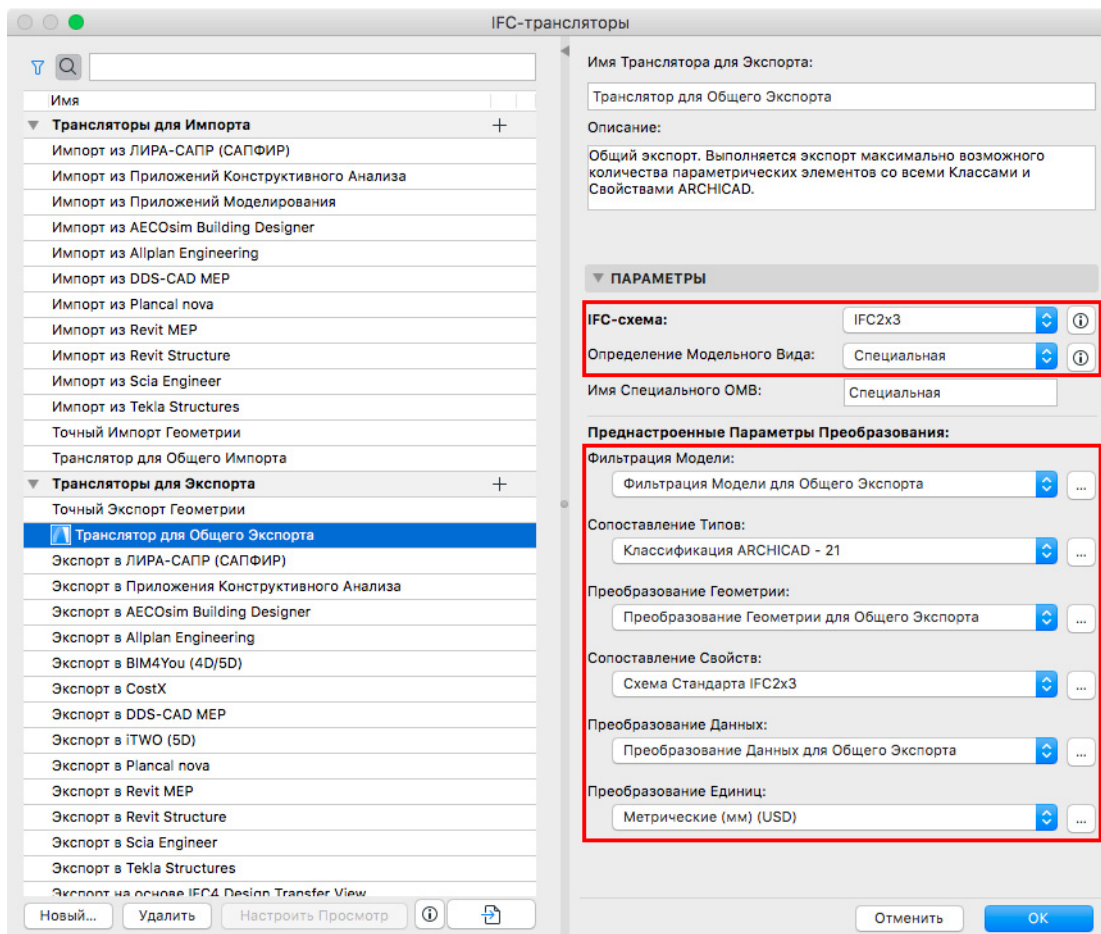 IFC-трансляторы
Имя
Трансляторы для Импорта
Импорт из ЛИРА-САПР (САПФИР)
Импорт из Приложений Конструктивного Анализа
Импорт из Приложений Моделирования
Импорт из AECOsim Building Designer
Импорт из Allplan Engineering
Импорт из DDS-CAD MEP
Импорт из Plancal nova
Импорт из Revit MEP
Импорт из Revit Structure
Импорт из Scia Engineer
Импорт из Tekla Structures
Точный Импорт Геометрии
Транслятор для Общего Импорта
Трансляторы для Экспорта
Точный Экспорт Геометрии
Транслятор для Общего Экспорта
Экспорт в ЛИРА-САПР (САПФИР)
Экспорт в Приложения Конструктивного Анализа
Экспорт в AECOsim Building Designer
Экспорт в Allplan Engineering
Экспорт в BIM4You (4D/5D)
Экспорт в CostX
Экспорт в DDS-CAD MEP
Экспорт в iTWO (5D)
Экспорт в Plancal nova
Экспорт в Revit MEP
Экспорт в Revit Structure
Экспорт в Scia Engineer
Экспорт в Tekla Structures
Экспорт на основе IFC4 Design Transfer View
Новый...
Удалить
Настроить Просмотр
Имя Транслятора для Экспорта:
Транслятор для Общего Экспорта
Описание:
Общий экспорт. Выполняется экспорт максимально возможного
количества параметрических элементов со всеми Классами и
Свойствами ARCHICAD.
ПАРАМЕТРЫ
IFC-схема: IFC2x3
Определение Модельного Вида: Специальная
Имя Специального ОМВ: Специальная
Преднастроенные Параметры Преобразования:
Фильтрация Модели:
Фильтрация Модели для Общего Экспорта ...
Сопоставление Типов:
Классификация ARCHICAD - 21 ...
Преобразование Геометрии:
Преобразование Геометрии для Общего Экспорта ...
Сопоставление Свойств:
Схема Стандарта IFC2x3 ...
Преобразование Данных:
Преобразование Данных для Общего Экспорта ...
Преобразование Единиц:
Метрические (мм) (USD) ...
Отменить
OK